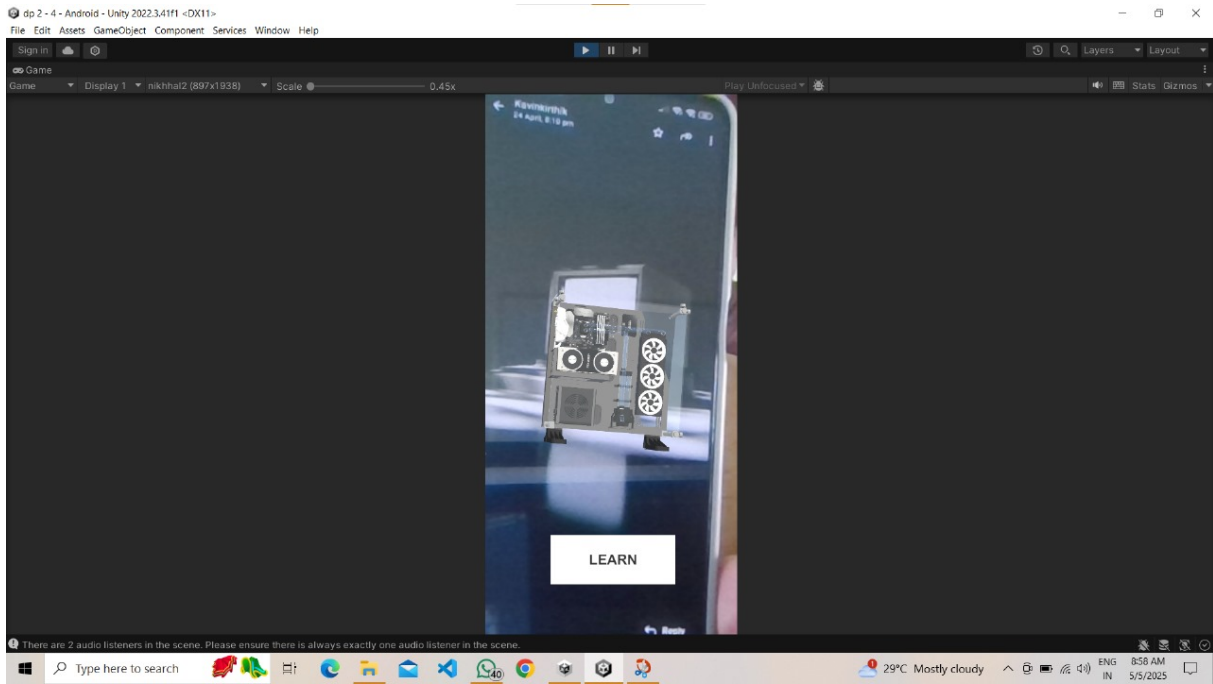 dp 2 - 4 - Android - Unity 2022.3.41f1 <DX11>
File Edit Assets GameObject Component Services Window Help
Sign in Layers Layout
Game
Game Display 1 nikhhal2 (897x1938) Scale 0.45x Play Unfocused Stats Gizmos
Kavinkirthik
24 April, 8:10 pm
LEARN
Reply
There are 2 audio listeners in the scene. Please ensure there is always exactly one audio listener in the scene.
Type here to search 40 29°C Mostly cloudy ENG 8:58 AM
IN 5/5/2025